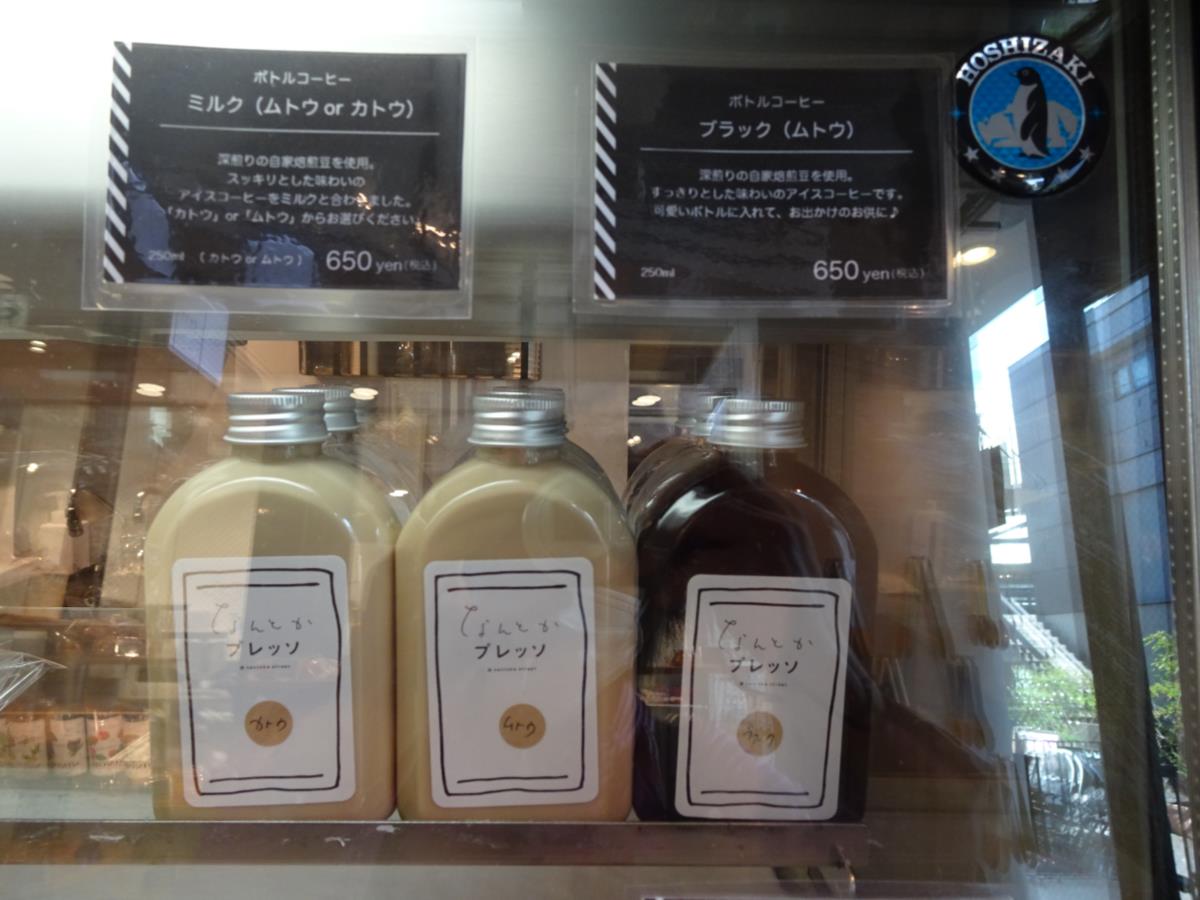 ボトルコーヒー
ミルク（ムトウ or カトウ）
深煎りの自家焙煎豆を使用。
スッキリとした味わいの
アイスコーヒーをミルクと合わせました。
「カトウ」or「ムトウ」からお選びください。
250ml （カトウ or ムトウ） 650 yen(税込)
ボトルコーヒー
ブラック（ムトウ）
深煎りの自家焙煎豆を使用。
すっきりとした味わいのアイスコーヒーです。
可愛いボトルに入れて、お出かけのお供に♪
250ml 650 yen(税込)
HOSHIZAKI
なんとか
プレッソ
カトウ
なんとか
プレッソ
ムトウ
なんとか
プレッソ